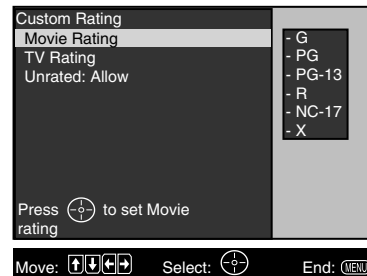 Custom Rating
Movie Rating
TV Rating
Unrated: Allow
- G
- PG
- PG-13
- R
- NC-17
- X
Press to set Movie
rating
Move: Select: End: MENU